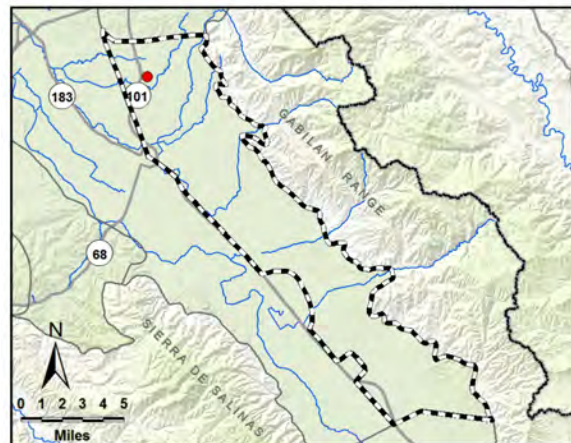 183
101
68
GABILAN RANGE
SIERRA DE SALINAS
N
0 1 2 3 4 5
Miles